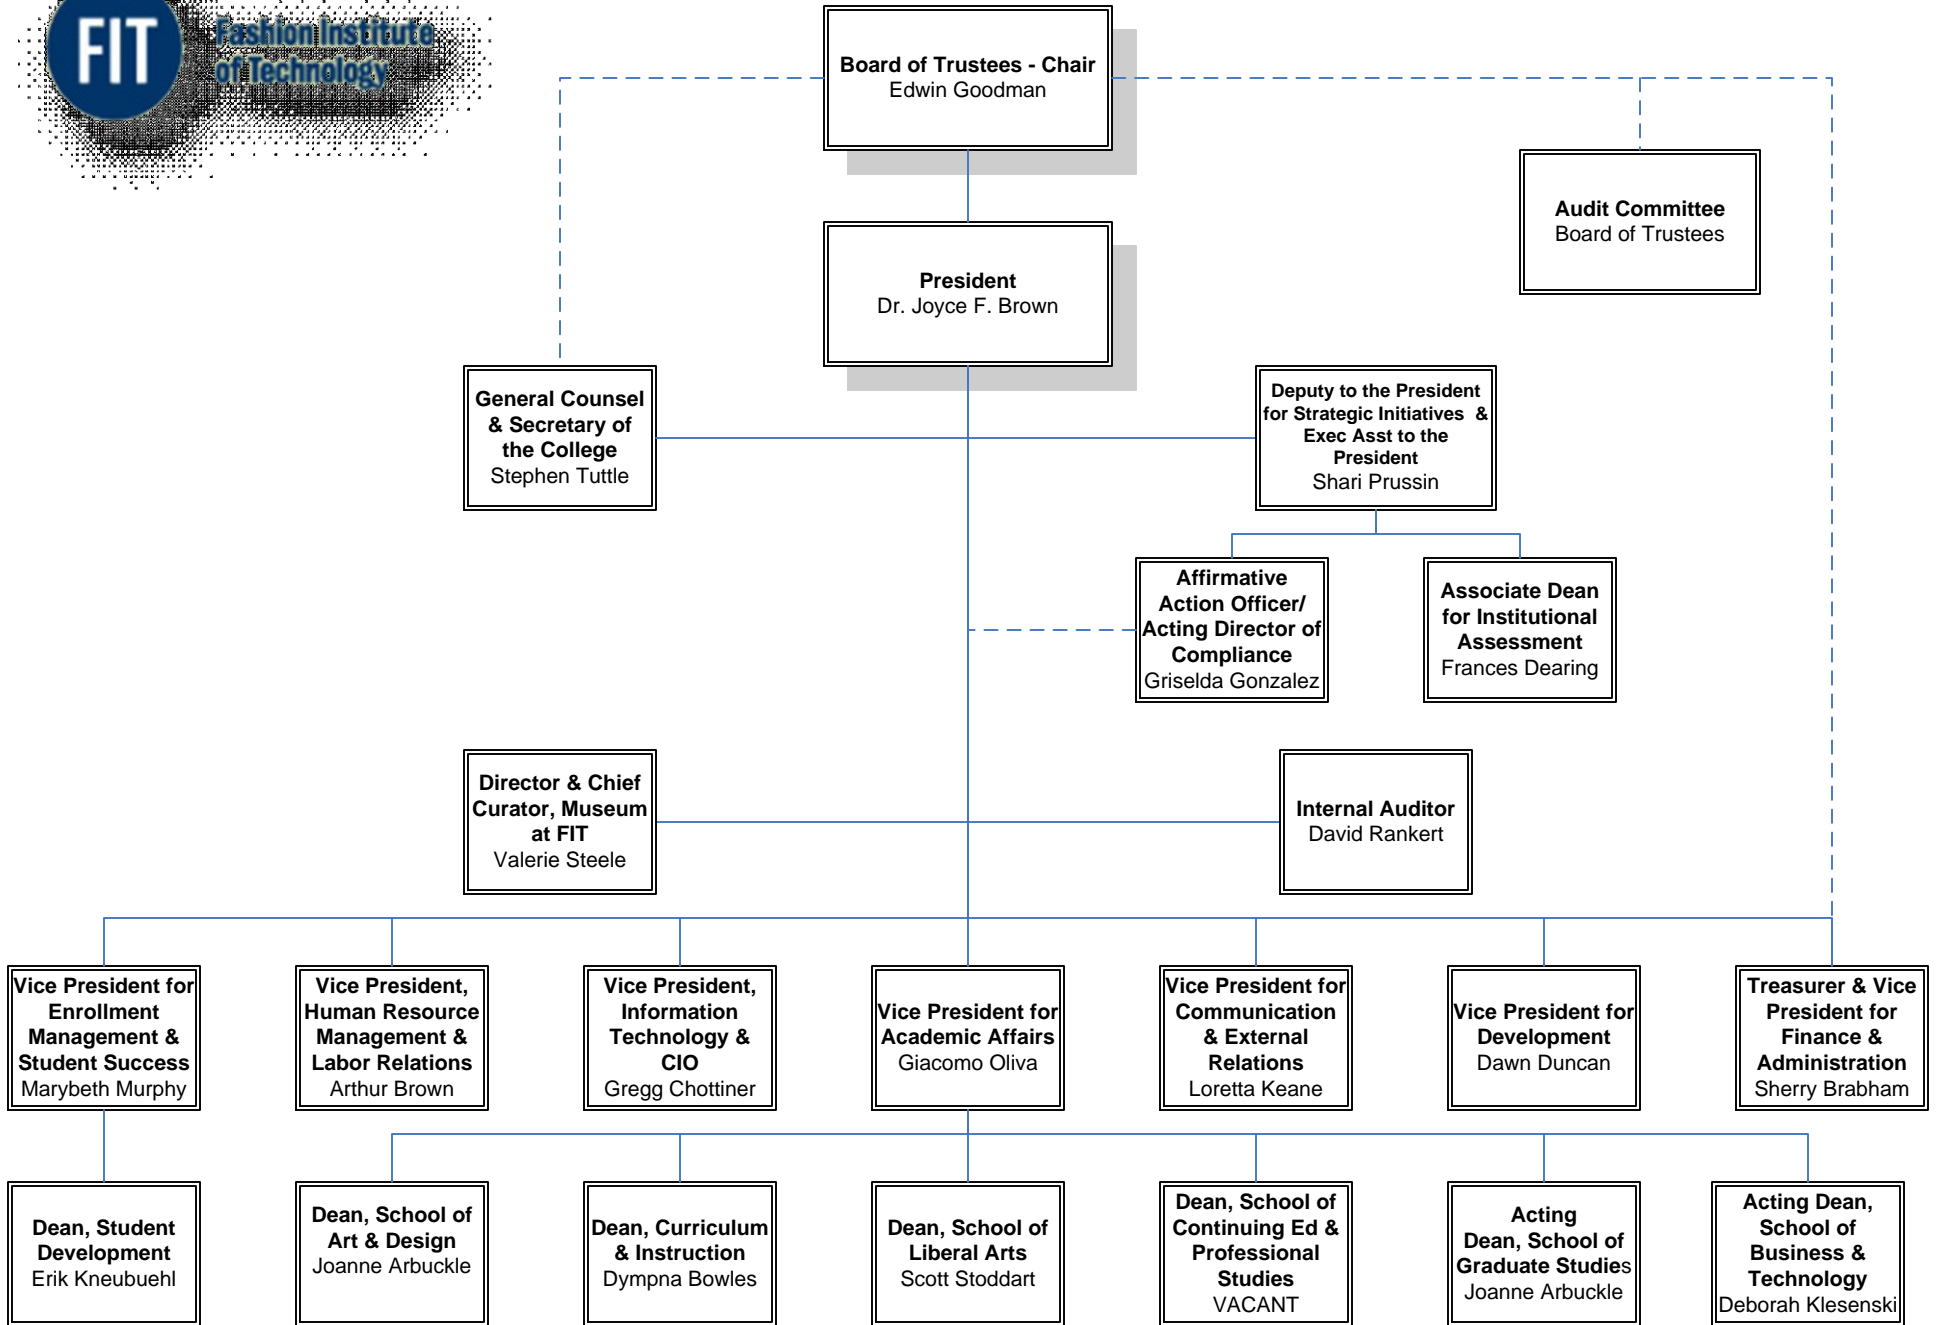 FIT
Fashion Institute
of Technology
Board of Trustees - Chair
Edwin Goodman
Audit Committee
Board of Trustees
President
Dr. Joyce F. Brown
General Counsel
& Secretary of
the College
Stephen Tuttle
Deputy to the President
for Strategic Initiatives &
Exec Asst to the
President
Shari Prussin
Affirmative
Action Officer/
Acting Director of
Compliance
Griselda Gonzalez
Associate Dean
for Institutional
Assessment
Frances Dearing
Director & Chief
Curator, Museum
at FIT
Valerie Steele
Internal Auditor
David Rankert
Vice President for
Enrollment
Management &
Student Success
Marybeth Murphy
Vice President,
Human Resource
Management &
Labor Relations
Arthur Brown
Vice President,
Information
Technology &
CIO
Gregg Chottiner
Vice President for
Academic Affairs
Giacomo Oliva
Vice President for
Communication
& External
Relations
Loretta Keane
Vice President for
Development
Dawn Duncan
Treasurer & Vice
President for
Finance &
Administration
Sherry Brabham
Dean, Student
Development
Erik Kneubuehl
Dean, School of
Art & Design
Joanne Arbuckle
Dean, Curriculum
& Instruction
Dympna Bowles
Dean, School of
Liberal Arts
Scott Stoddart
Dean, School of
Continuing Ed &
Professional
Studies
VACANT
Acting
Dean, School of
Graduate Studies
Joanne Arbuckle
Acting Dean,
School of
Business &
Technology
Deborah Klesenski